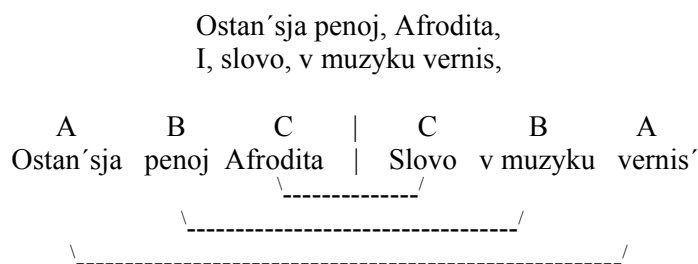 Ostan´sja penoj, Afrodita,
I, slovo, v muzyku vernis,
A B C | C B A
Ostan´sja penoj Afrodita | Slovo v muzyku vernis´